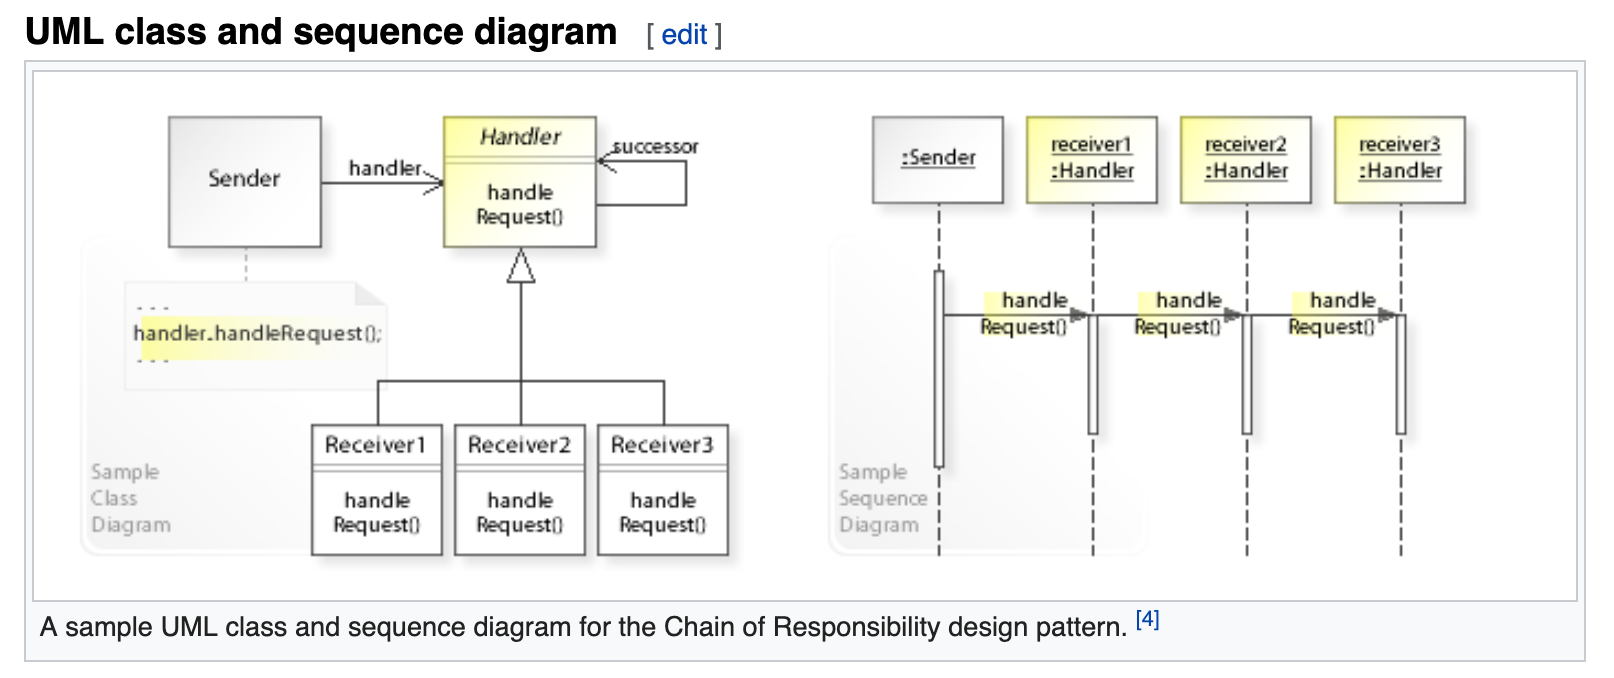 UML class and sequence diagram [ edit ]
Sender
handler
Handler
handle
Request()
successor
- - -
handler.handleRequest();
- - -
Receiver1
handle
Request()
Receiver2
handle
Request()
Receiver3
handle
Request()
Sample
Class
Diagram
:Sender
receiver1
:Handler
receiver2
:Handler
receiver3
:Handler
handle
Request()
handle
Request()
handle
Request()
Sample
Sequence
Diagram
A sample UML class and sequence diagram for the Chain of Responsibility design pattern. [4]